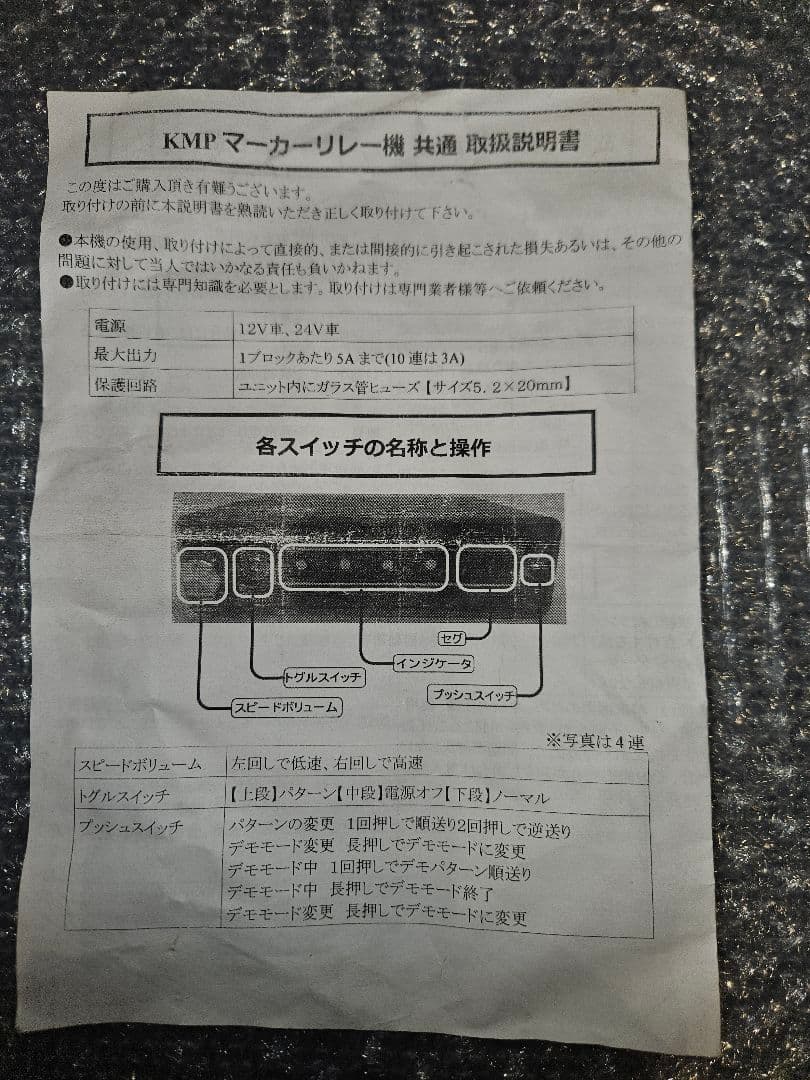 KMP マーカーリレー機 共通 取扱説明書
この度はご購入頂き有難うございます。
取り付けの前に本説明書を熟読いただき正しく取り付けて下さい。
●本機の使用、取り付けによって直接的、または間接的に引き起こされた損失あるいは、その他の
問題に対して当人ではいかなる責任も負いかねます。
●取り付けには専門知識を必要とします。取り付けは専門業者様等へご依頼ください。
電源 12V車、24V車
最大出力 1ブロックあたり5Aまで(10連は3A)
保護回路 ユニット内にガラス管ヒューズ【サイズ5.2×20mm】
各スイッチの名称と操作
セグ
インジケータ
トグルスイッチ
プッシュスイッチ
スピードボリューム
※写真は4連
スピードボリューム 左回しで低速、右回しで高速
トグルスイッチ 【上段】パターン【中段】電源オフ【下段】ノーマル
プッシュスイッチ パターンの変更 1回押しで順送り2回押しで逆送り
デモモード変更 長押しでデモモードに変更
デモモード中 1回押しでデモパターン順送り
デモモード中 長押しでデモモード終了
デモモード変更 長押しでデモモードに変更